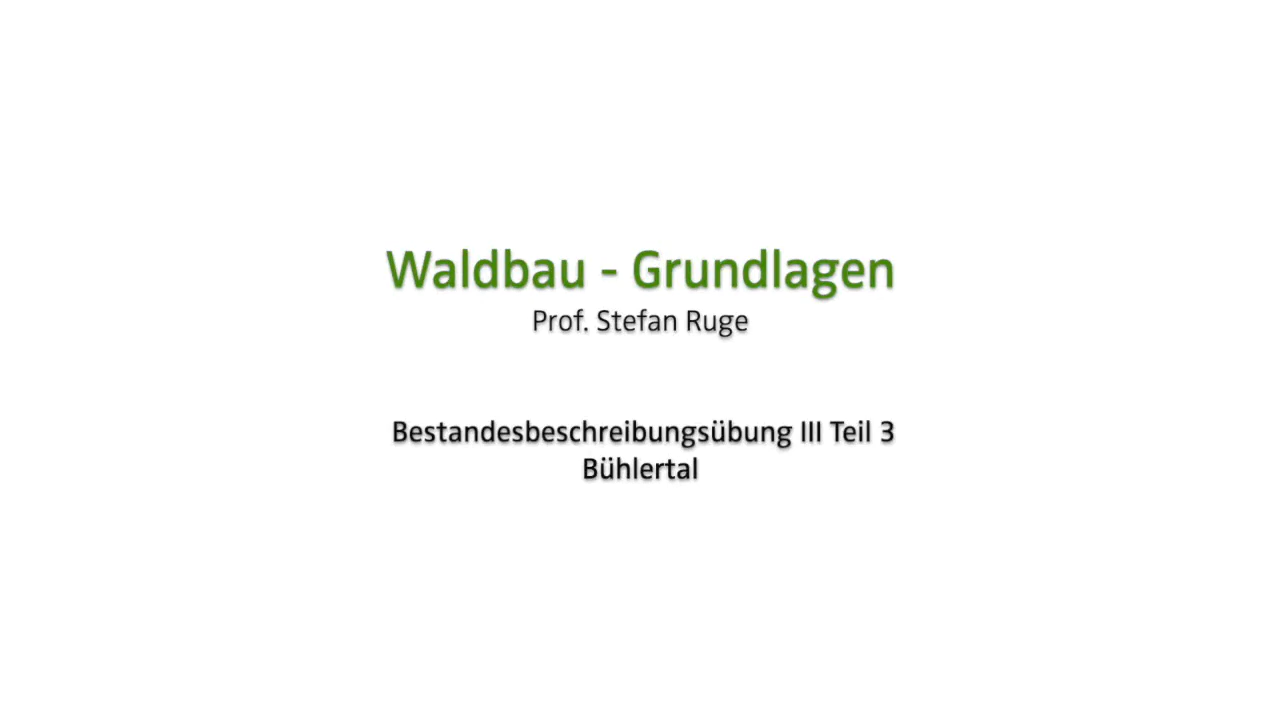 Waldbau - Grundlagen
Prof. Stefan Ruge
Bestandesbeschreibungsübung III Teil 3
Bühlertal